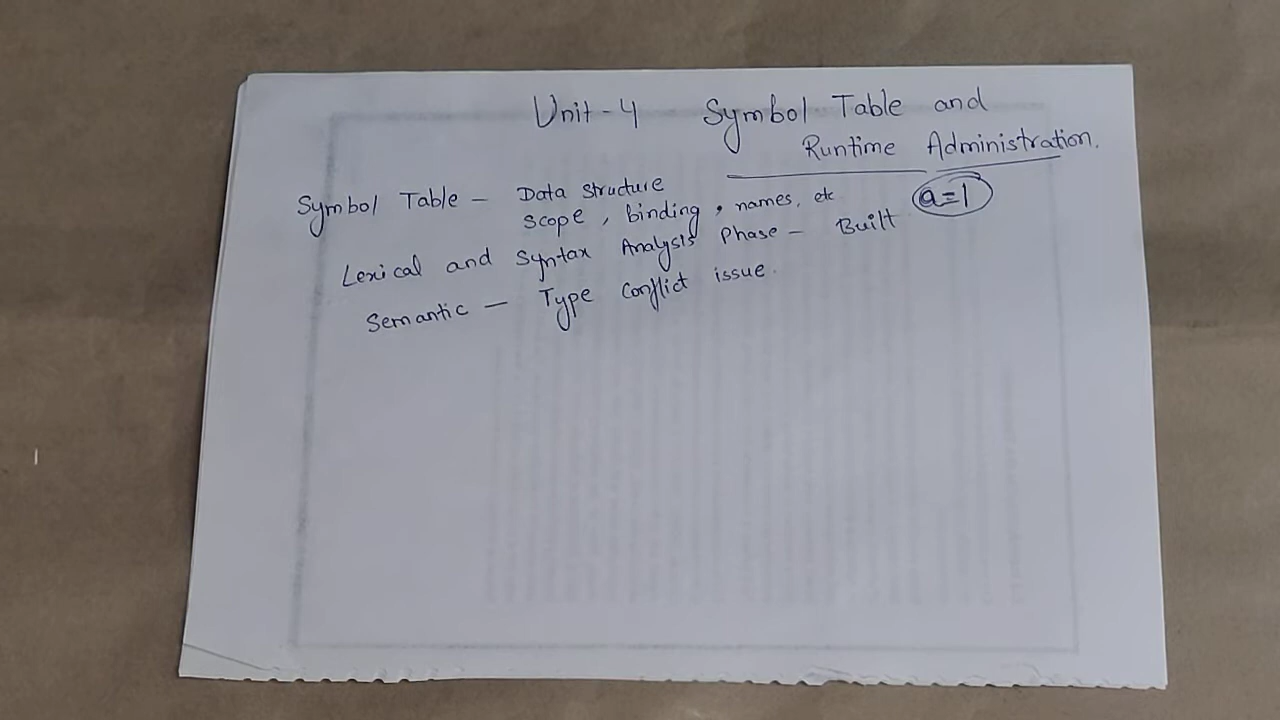 Unit - 4 Symbol Table and
Runtime Administration.
Symbol Table - Data Structure
scope, binding, names, etc a=1
Lexical and Syntax Analysis Phase - Built
Semantic - Type Conflict issue.